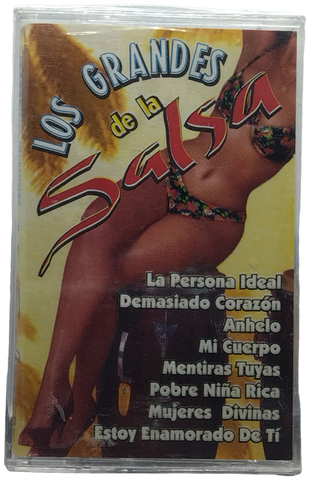 LOS GRANDES
de la
Salsa
La Persona Ideal
Demasiado Corazón
Anhelo
Mi Cuerpo
Mentiras Tuyas
Pobre Niña Rica
Mujeres Divinas
Estoy Enamorado De Tí